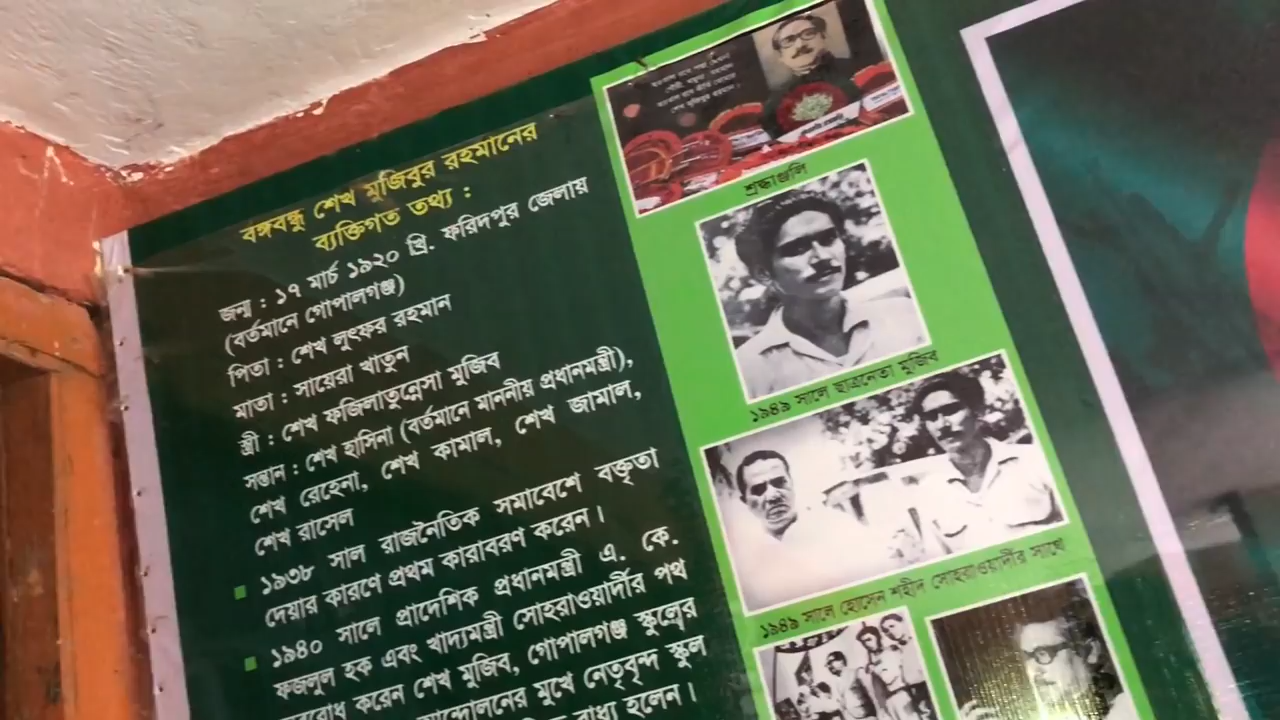 বঙ্গবন্ধু শেখ মুজিবুর রহমানের
ব্যক্তিগত তথ্য :
জন্ম : ১৭ মার্চ ১৯২০ খ্রি. ফরিদপুর জেলায়
(বর্তমানে গোপালগঞ্জ)
পিতা : শেখ লুৎফর রহমান
মাতা : সায়েরা খাতুন
স্ত্রী : শেখ ফজিলাতুন্নেসা মুজিব
সন্তান : শেখ হাসিনা (বর্তমানে মাননীয় প্রধানমন্ত্রী),
শেখ রেহেনা, শেখ কামাল, শেখ জামাল,
শেখ রাসেল
১৯৩৮ সাল রাজনৈতিক সমাবেশে বক্তৃতা
দেয়ার কারণে প্রথম কারাবরণ করেন।
১৯৪০ সালে প্রাদেশিক প্রধানমন্ত্রী এ. কে.
ফজলুল হক এবং খাদ্যমন্ত্রী সোহরাওয়ার্দীর পথ
করেন শেখ মুজিব, গোপালগঞ্জ স্কুলের
মুখে নেতৃবৃন্দ স্কুল
বাধ্য হলেন।
শ্রদ্ধাঞ্জলি
১৯৪৯ সালে ছাত্রনেতা মুজিব
১৯৪৯ সালে হোসেন শহীদ সোহরাওয়ার্দীর সাথে